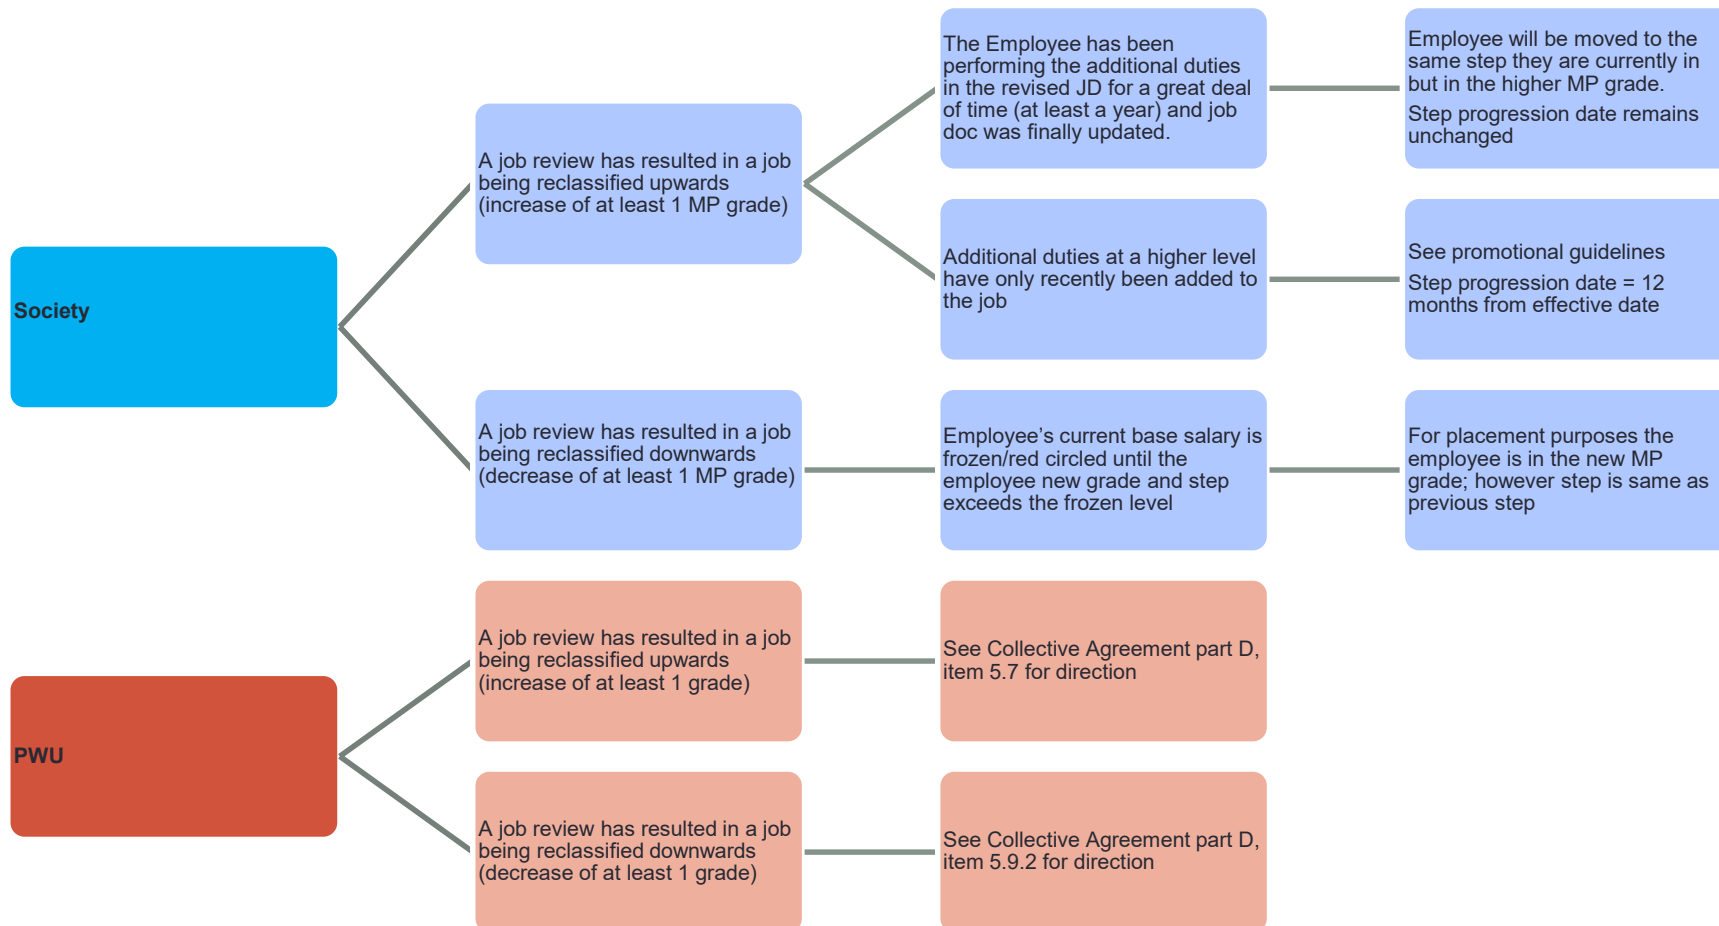 Society
A job review has resulted in a job
being reclassified upwards
(increase of at least 1 MP grade)
The Employee has been
performing the additional duties
in the revised JD for a great deal
of time (at least a year) and job
doc was finally updated.
Employee will be moved to the
same step they are currently in
but in the higher MP grade.
Step progression date remains
unchanged
Additional duties at a higher level
have only recently been added to
the job
See promotional guidelines
Step progression date = 12
months from effective date
A job review has resulted in a job
being reclassified downwards
(decrease of at least 1 MP grade)
Employee’s current base salary is
frozen/red circled until the
employee new grade and step
exceeds the frozen level
For placement purposes the
employee is in the new MP
grade; however step is same as
previous step
PWU
A job review has resulted in a job
being reclassified upwards
(increase of at least 1 grade)
See Collective Agreement part D,
item 5.7 for direction
A job review has resulted in a job
being reclassified downwards
(decrease of at least 1 grade)
See Collective Agreement part D,
item 5.9.2 for direction